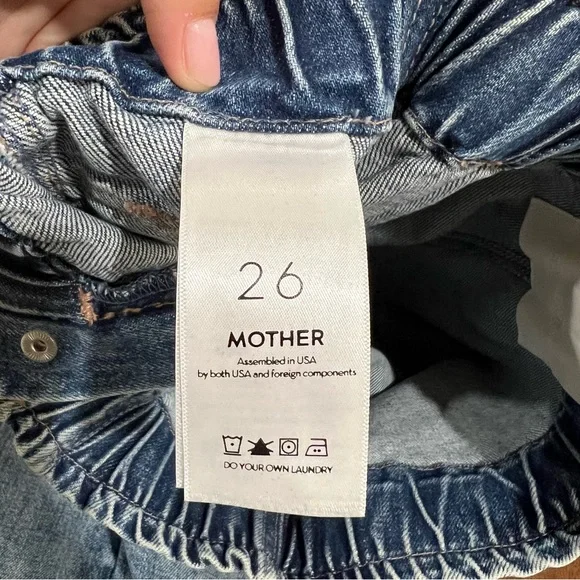 26
MOTHER
Assembled in USA
by both USA and foreign components
DO YOUR OWN LAUNDRY